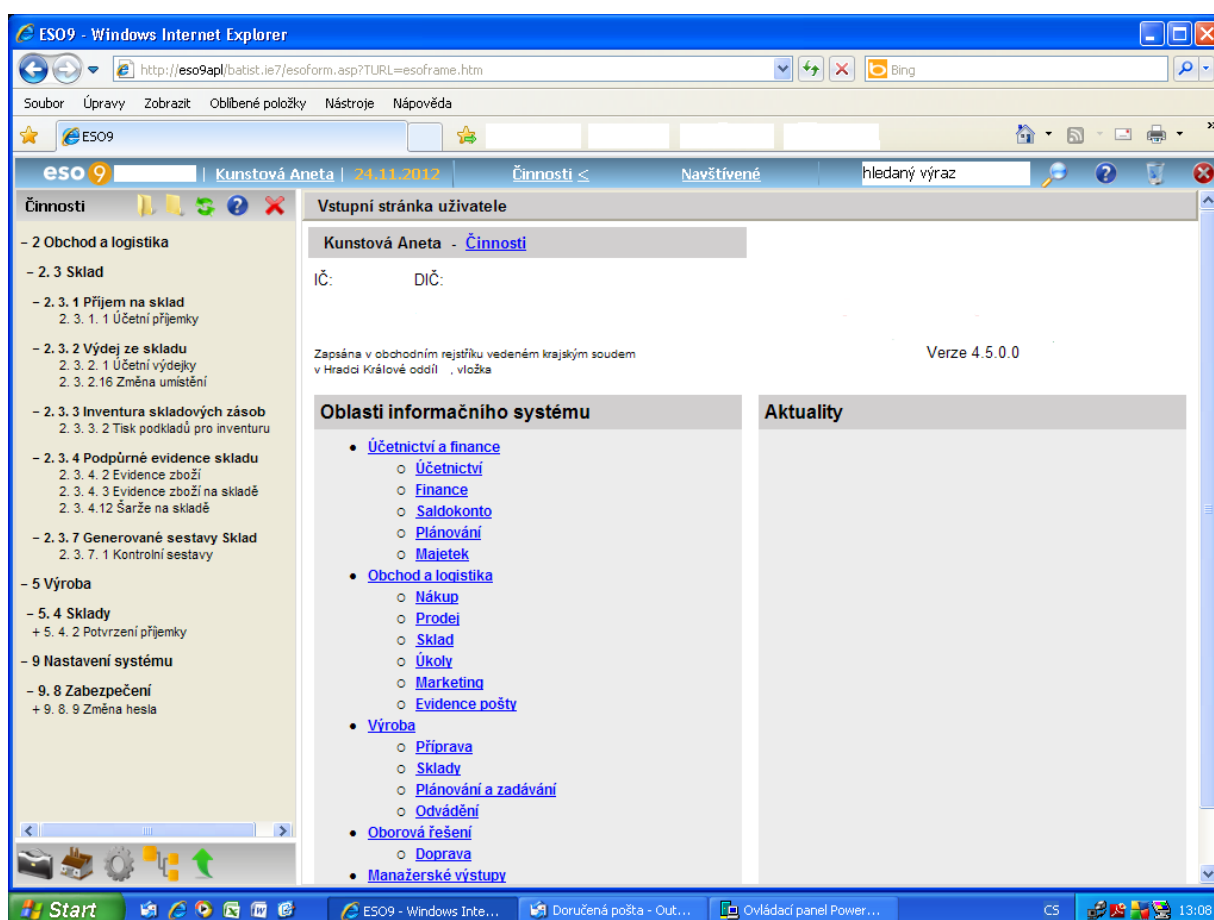 ESO9 - Windows Internet Explorer
http://eso9apl/batist.ie7/esoform.asp?TURL=esoframe.htm
Bing
Soubor Úpravy Zobrazit Oblíbené položky Nástroje Nápověda
ESO9
eso 9 | Kunstová Aneta | 24.11.2012 Činnosti < Navštívené hledaný výraz
Činnosti
– 2 Obchod a logistika
– 2. 3 Sklad
– 2. 3. 1 Příjem na sklad
2. 3. 1. 1 Účetní příjemky
– 2. 3. 2 Výdej ze skladu
2. 3. 2. 1 Účetní výdejky
2. 3. 2.16 Změna umístění
– 2. 3. 3 Inventura skladových zásob
2. 3. 3. 2 Tisk podkladů pro inventuru
– 2. 3. 4 Podpůrné evidence skladu
2. 3. 4. 2 Evidence zboží
2. 3. 4. 3 Evidence zboží na skladě
2. 3. 4.12 Šarže na skladě
– 2. 3. 7 Generované sestavy Sklad
2. 3. 7. 1 Kontrolní sestavy
– 5 Výroba
– 5. 4 Sklady
+ 5. 4. 2 Potvrzení příjemky
– 9 Nastavení systému
– 9. 8 Zabezpečení
+ 9. 8. 9 Změna hesla
Vstupní stránka uživatele
Kunstová Aneta - Činnosti
IČ: DIČ:
Zapsána v obchodním rejstříku vedeném krajským soudem
v Hradci Králové oddíl , vložka
Verze 4.5.0.0
Oblasti informačního systému
• Účetnictví a finance
○ Účetnictví
○ Finance
○ Saldokonto
○ Plánování
○ Majetek
• Obchod a logistika
○ Nákup
○ Prodej
○ Sklad
○ Úkoly
○ Marketing
○ Evidence pošty
• Výroba
○ Příprava
○ Sklady
○ Plánování a zadávání
○ Odvádění
• Oborová řešení
○ Doprava
• Manažerské výstupy
Aktuality
Start
ESO9 - Windows Inte...
Doručená pošta - Out...
Ovládací panel Power...
CS
13:08